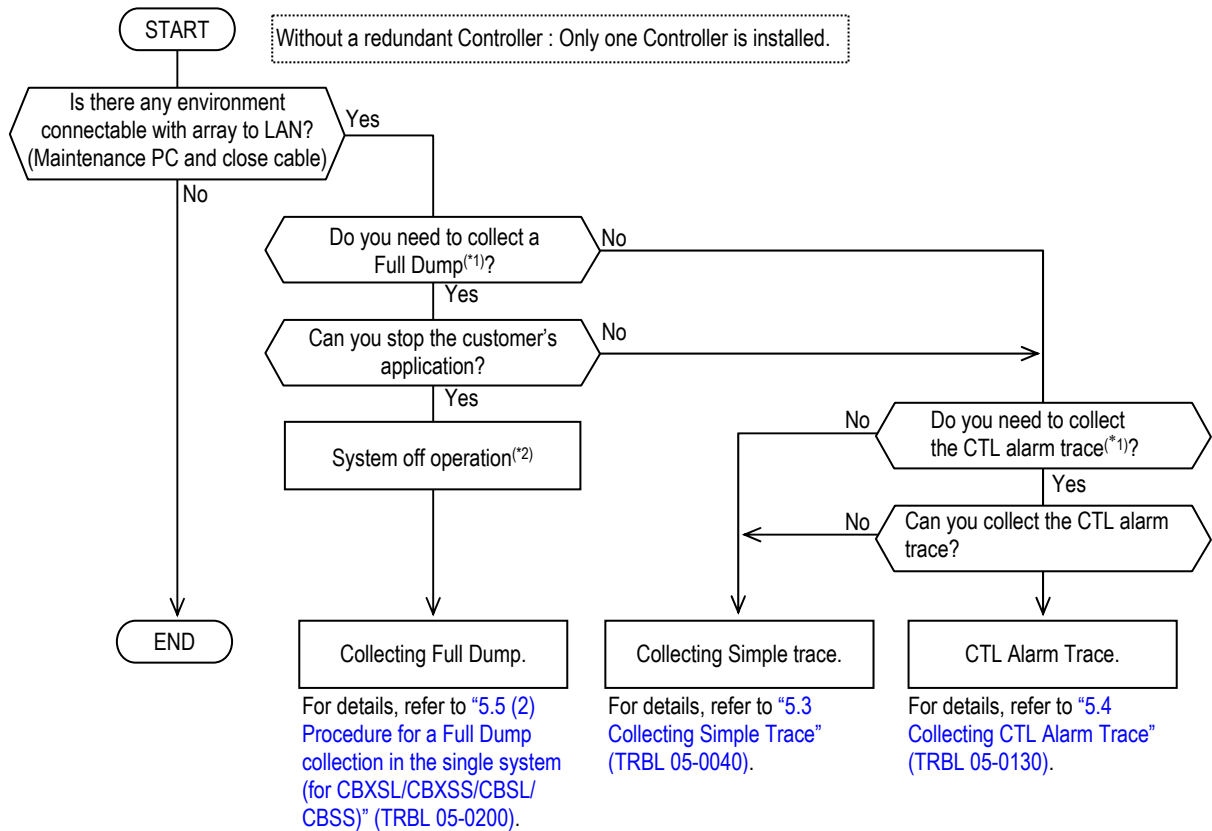 START
Without a redundant Controller : Only one Controller is installed.
Is there any environment
connectable with array to LAN?
(Maintenance PC and close cable)
Yes
No
Do you need to collect a
Full Dump(*1)?
No
Yes
Can you stop the customer's
application?
No
Yes
System off operation(*2)
Do you need to collect
the CTL alarm trace(*1)?
No
Yes
Can you collect the CTL alarm
trace?
No
END
Collecting Full Dump.
For details, refer to “5.5 (2)
Procedure for a Full Dump
collection in the single system
(for CBXSL/CBXSS/CBSL/
CBSS)” (TRBL 05-0200).
Collecting Simple trace.
For details, refer to “5.3
Collecting Simple Trace”
(TRBL 05-0040).
CTL Alarm Trace.
For details, refer to “5.4
Collecting CTL Alarm Trace”
(TRBL 05-0130).